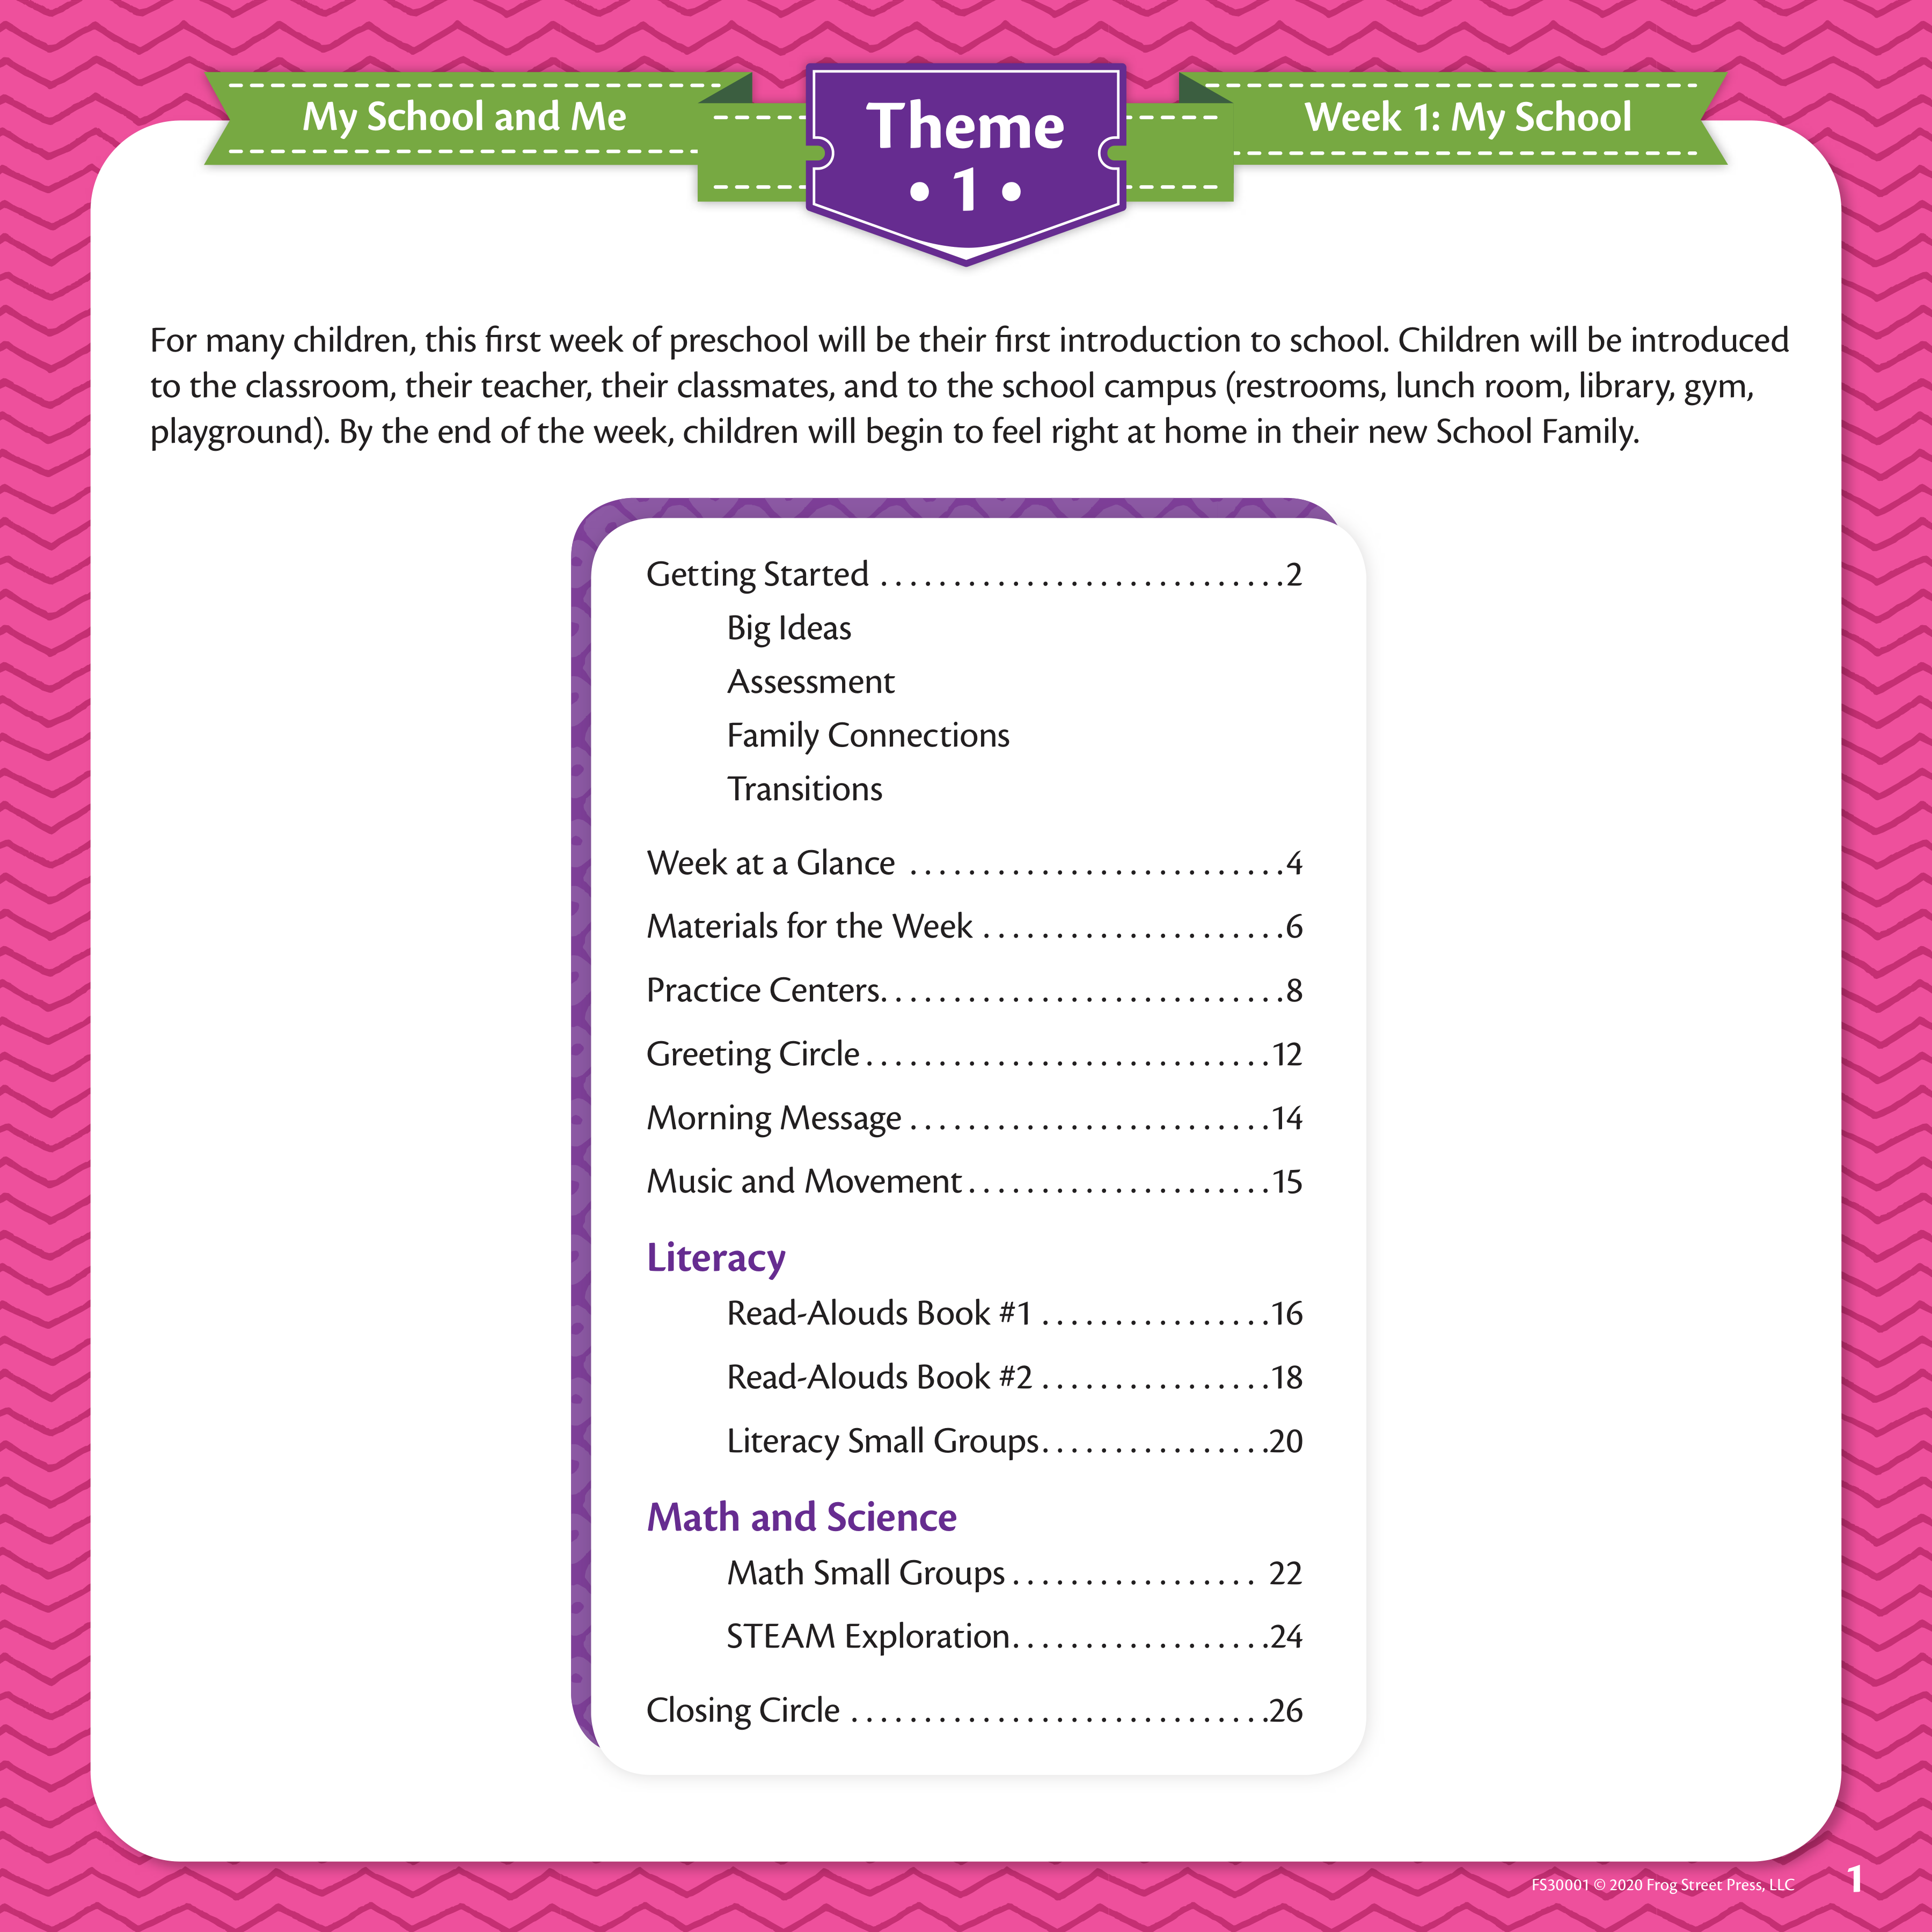 My School and Me
Theme
• 1 •
Week 1: My School
For many children, this first week of preschool will be their first introduction to school. Children will be introduced
to the classroom, their teacher, their classmates, and to the school campus (restrooms, lunch room, library, gym,
playground). By the end of the week, children will begin to feel right at home in their new School Family.
Getting Started . . . . . . . . . . . . . . . . . . . . . . . . . . . .2
Big Ideas
Assessment
Family Connections
Transitions
Week at a Glance . . . . . . . . . . . . . . . . . . . . . . . . . .4
Materials for the Week . . . . . . . . . . . . . . . . . . . . .6
Practice Centers. . . . . . . . . . . . . . . . . . . . . . . . . . . .8
Greeting Circle . . . . . . . . . . . . . . . . . . . . . . . . . . . .12
Morning Message . . . . . . . . . . . . . . . . . . . . . . . . .14
Music and Movement . . . . . . . . . . . . . . . . . . . . .15
Literacy
Read-Alouds Book #1 . . . . . . . . . . . . . . . .16
Read-Alouds Book #2 . . . . . . . . . . . . . . . .18
Literacy Small Groups. . . . . . . . . . . . . . . .20
Math and Science
Math Small Groups . . . . . . . . . . . . . . . . . 22
STEAM Exploration. . . . . . . . . . . . . . . . . .24
Closing Circle . . . . . . . . . . . . . . . . . . . . . . . . . . . . .26
FS30001 © 2020 Frog Street Press, LLC
1